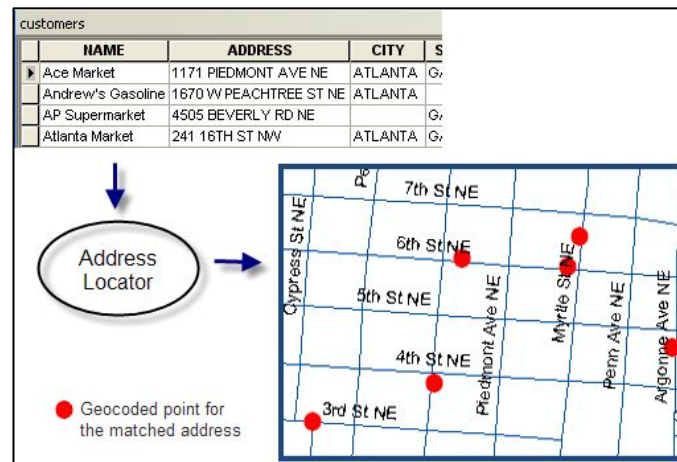 customers
NAME ADDRESS CITY S
Ace Market 1171 PIEDMONT AVE NE ATLANTA GA
Andrew's Gasoline 1670 W PEACHTREE ST NE ATLANTA
AP Supermarket 4505 BEVERLY RD NE GA
Atlanta Market 241 16TH ST NW ATLANTA GA
Address
Locator
7th St NE
6th St NE
5th St NE
4th St NE
3rd St NE
Cypress St NE
Piedmont Ave NE
Myrtle St NE
Penn Ave NE
Argonne Ave NE
Geocoded point for
the matched address